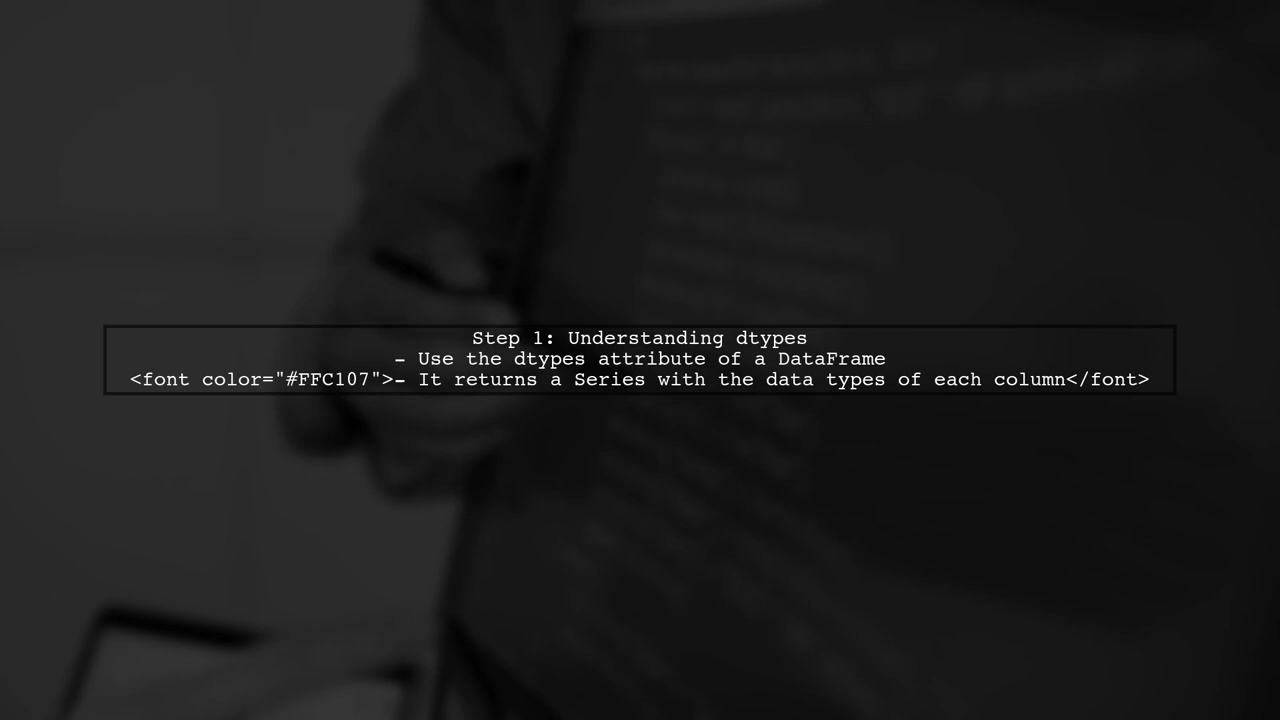 Step 1: Understanding dtypes
- Use the dtypes attribute of a DataFrame
<font color="#FFC107">- It returns a Series with the data types of each column</font>